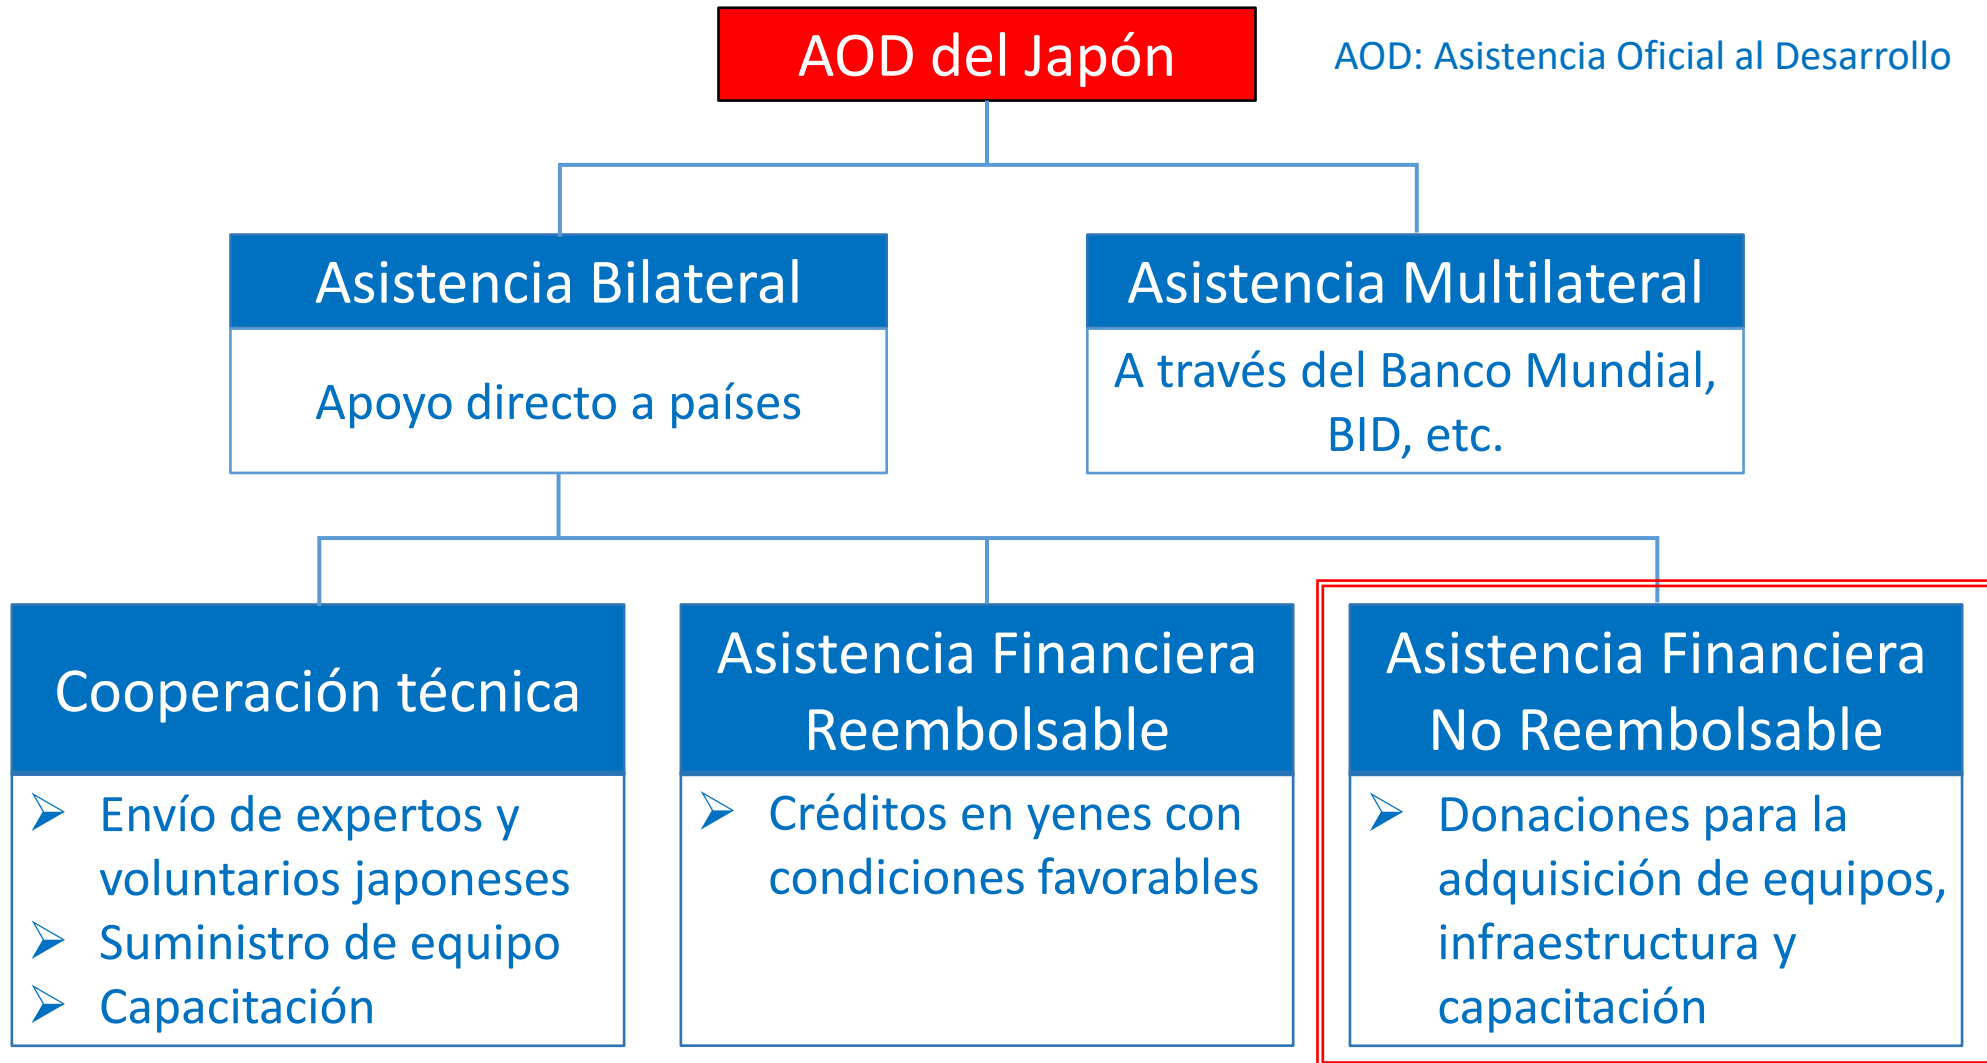 AOD del Japón
AOD: Asistencia Oficial al Desarrollo
Asistencia Bilateral
Apoyo directo a países
Asistencia Multilateral
A través del Banco Mundial,
BID, etc.
Cooperación técnica
➢ Envío de expertos y
voluntarios japoneses
➢ Suministro de equipo
➢ Capacitación
Asistencia Financiera
Reembolsable
➢ Créditos en yenes con
condiciones favorables
Asistencia Financiera
No Reembolsable
➢ Donaciones para la
adquisición de equipos,
infraestructura y
capacitación